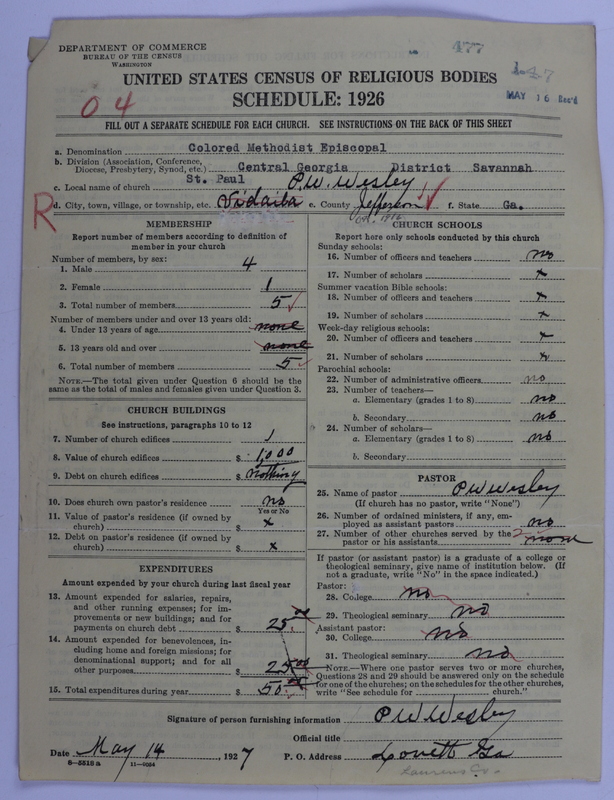 DEPARTMENT OF COMMERCE
BUREAU OF THE CENSUS
WASHINGTON
477
147
MAY 16 Rec'd
UNITED STATES CENSUS OF RELIGIOUS BODIES
SCHEDULE: 1926
04
FILL OUT A SEPARATE SCHEDULE FOR EACH CHURCH. SEE INSTRUCTIONS ON THE BACK OF THIS SHEET
a. Denomination Colored Methodist Episcopal
b. Division (Association, Conference, Diocese, Presbytery, Synod, etc.) Central Georgia District Savannah
c. Local name of church St. Paul P.W. Wesley
d. City, town, village, or township, etc. Vidalia e. County Jefferson f. State Ga.
R
MEMBERSHIP
Report number of members according to definition of
member in your church
Number of members, by sex:
1. Male 4
2. Female 1
3. Total number of members 5
Number of members under and over 13 years old:
4. Under 13 years of age none
5. 13 years old and over none
6. Total number of members 5
NOTE.—The total given under Question 6 should be the
same as the total of males and females given under Question 3.
CHURCH BUILDINGS
See instructions, paragraphs 10 to 12
7. Number of church edifices 1
8. Value of church edifices $ 1,000
9. Debt on church edifices $ nothing
10. Does church own pastor's residence no
Yes or No
11. Value of pastor's residence (if owned by
church) $ x
12. Debt on pastor's residence (if owned by
church) $ x
EXPENDITURES
Amount expended by your church during last fiscal year
13. Amount expended for salaries, repairs,
and other running expenses; for im-
provements or new buildings; and for
payments on church debt $ 25.00
14. Amount expended for benevolences, in-
cluding home and foreign missions; for
denominational support; and for all
other purposes $ 25.00
15. Total expenditures during year $ 50.00
CHURCH SCHOOLS
Report here only schools conducted by this church
Sunday schools:
16. Number of officers and teachers no
17. Number of scholars x
Summer vacation Bible schools:
18. Number of officers and teachers x
19. Number of scholars x
Week-day religious schools:
20. Number of officers and teachers x
21. Number of scholars x
Parochial schools:
22. Number of administrative officers no
23. Number of teachers—
a. Elementary (grades 1 to 8) no
b. Secondary no
24. Number of scholars—
a. Elementary (grades 1 to 8) no
b. Secondary
PASTOR
25. Name of pastor P W Wesley
(If church has no pastor, write "None")
26. Number of ordained ministers, if any, em-
ployed as assistant pastors no
27. Number of other churches served by the
pastor or his assistants 2 none
If pastor (or assistant pastor) is a graduate of a college or
theological seminary, give name of institution below. (If
not a graduate, write "No" in the space indicated.)
Pastor:
28. College no
29. Theological seminary no
Assistant pastor:
30. College no
31. Theological seminary no
NOTE.—Where one pastor serves two or more churches,
Questions 28 and 29 should be answered only on the schedule
for one of the churches; on the schedules for the other churches,
write "See schedule for church."
Signature of person furnishing information P W Wesley
Official title
Date May 14, 1927 P. O. Address Lovett Ga
8-5518 a 11-9054
Laurens Co.